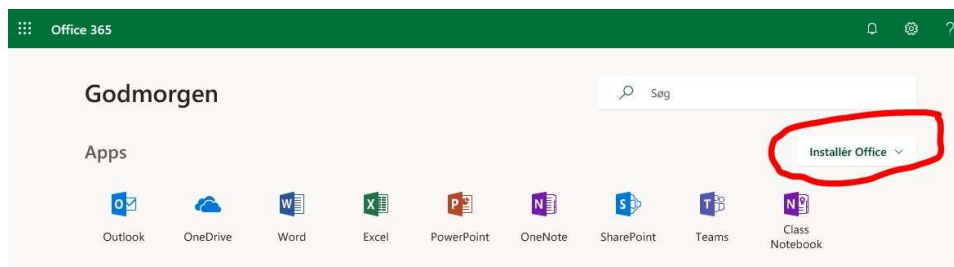 Office 365
?
Godmorgen
Søg
Apps
Installér Office
Outlook
OneDrive
Word
Excel
PowerPoint
OneNote
SharePoint
Teams
Class
Notebook